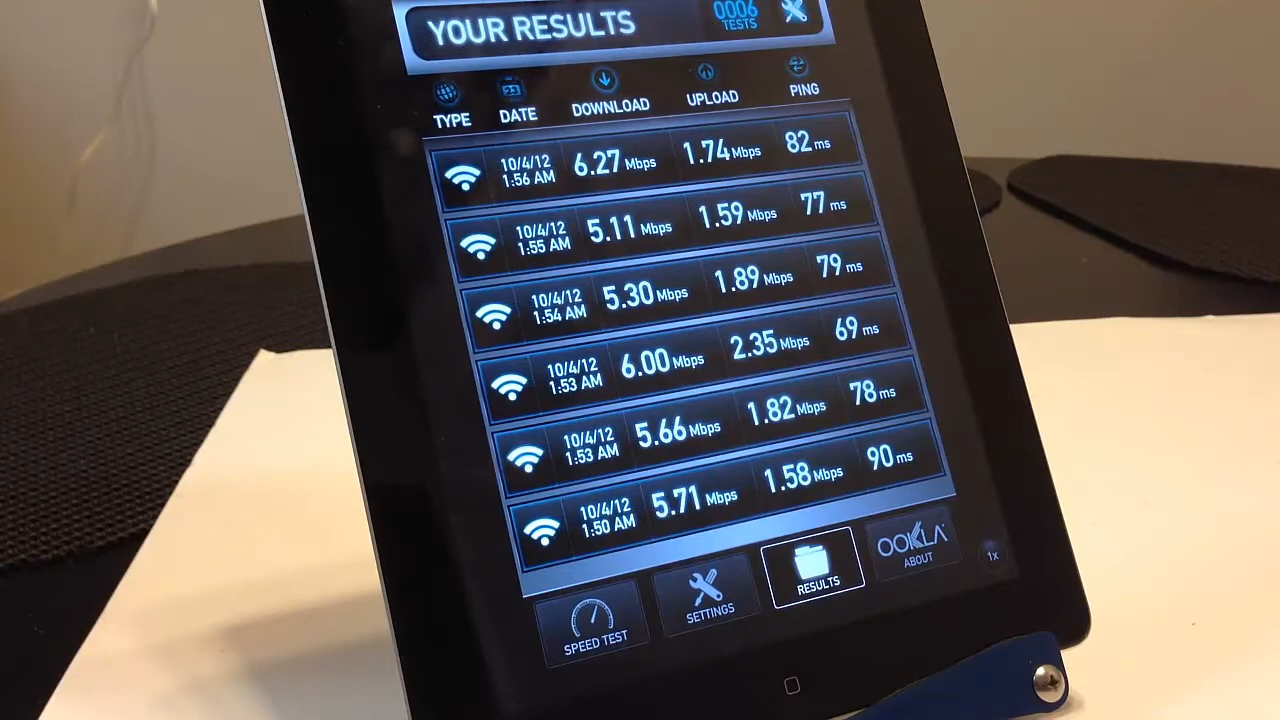 YOUR RESULTS
0006
TESTS
TYPE DATE DOWNLOAD UPLOAD PING
23
10/4/12
1:56 AM
6.27 Mbps 1.74 Mbps 82 ms
10/4/12
1:55 AM
5.11 Mbps 1.59 Mbps 77 ms
10/4/12
1:54 AM
5.30 Mbps 1.89 Mbps 79 ms
10/4/12
1:53 AM
6.00 Mbps 2.35 Mbps 69 ms
10/4/12
1:53 AM
5.66 Mbps 1.82 Mbps 78 ms
10/4/12
1:50 AM
5.71 Mbps 1.58 Mbps 90 ms
SPEED TEST
SETTINGS
RESULTS
OOKLA
ABOUT
1x